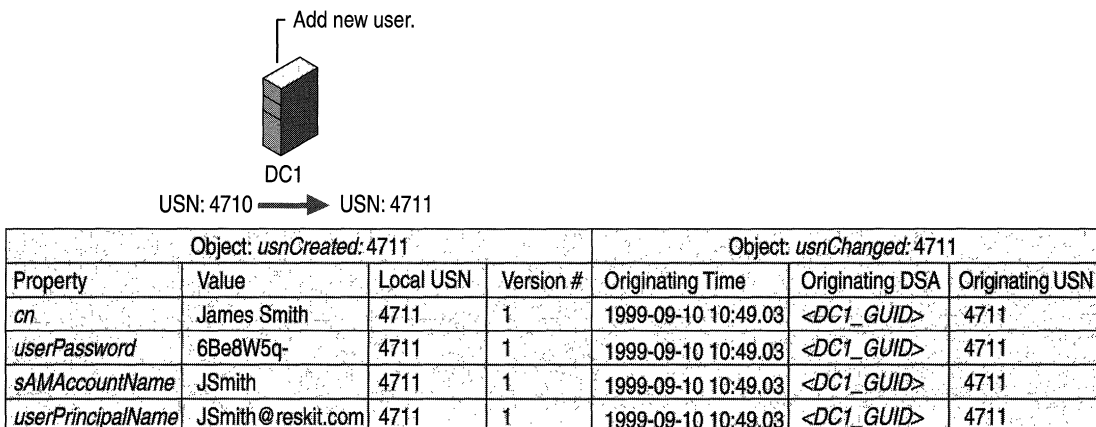 Add new user.
DC1
USN: 4710 USN: 4711
Object: usnCreated: 4711 Object: usnChanged: 4711
Property Value Local USN Version # Originating Time Originating DSA Originating USN
cn James Smith 4711 1 1999-09-10 10:49.03 <DC1_GUID> 4711
userPassword 6Be8W5q- 4711 1 1999-09-10 10:49.03 <DC1_GUID> 4711
sAMAccountName JSmith 4711 1 1999-09-10 10:49.03 <DC1_GUID> 4711
userPrincipalName JSmith@reskit.com 4711 1 1999-09-10 10:49.03 <DC1_GUID> 4711